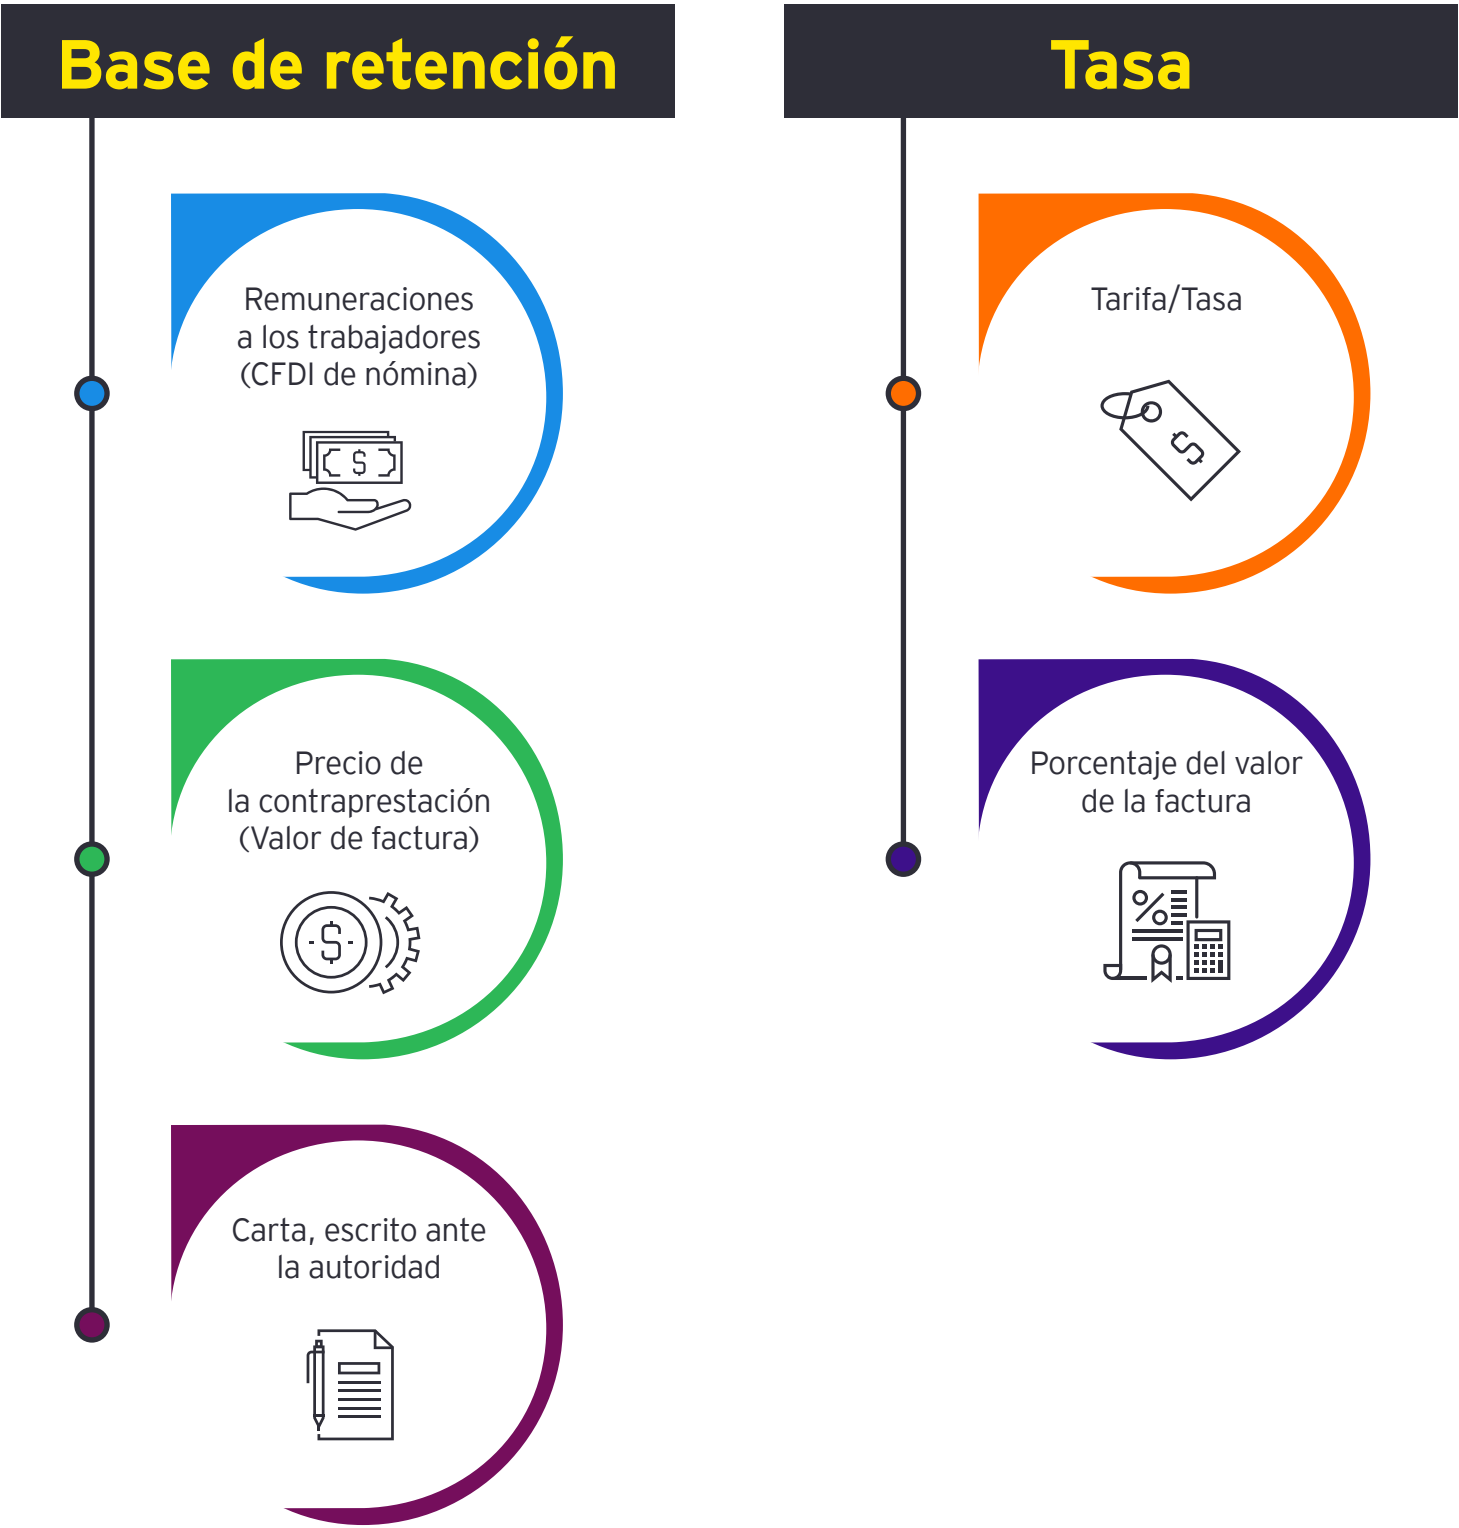 Base de retención
Remuneraciones
a los trabajadores
(CFDI de nómina)
Precio de
la contraprestación
(Valor de factura)
Carta, escrito ante
la autoridad
Tasa
Tarifa/Tasa
Porcentaje del valor
de la factura